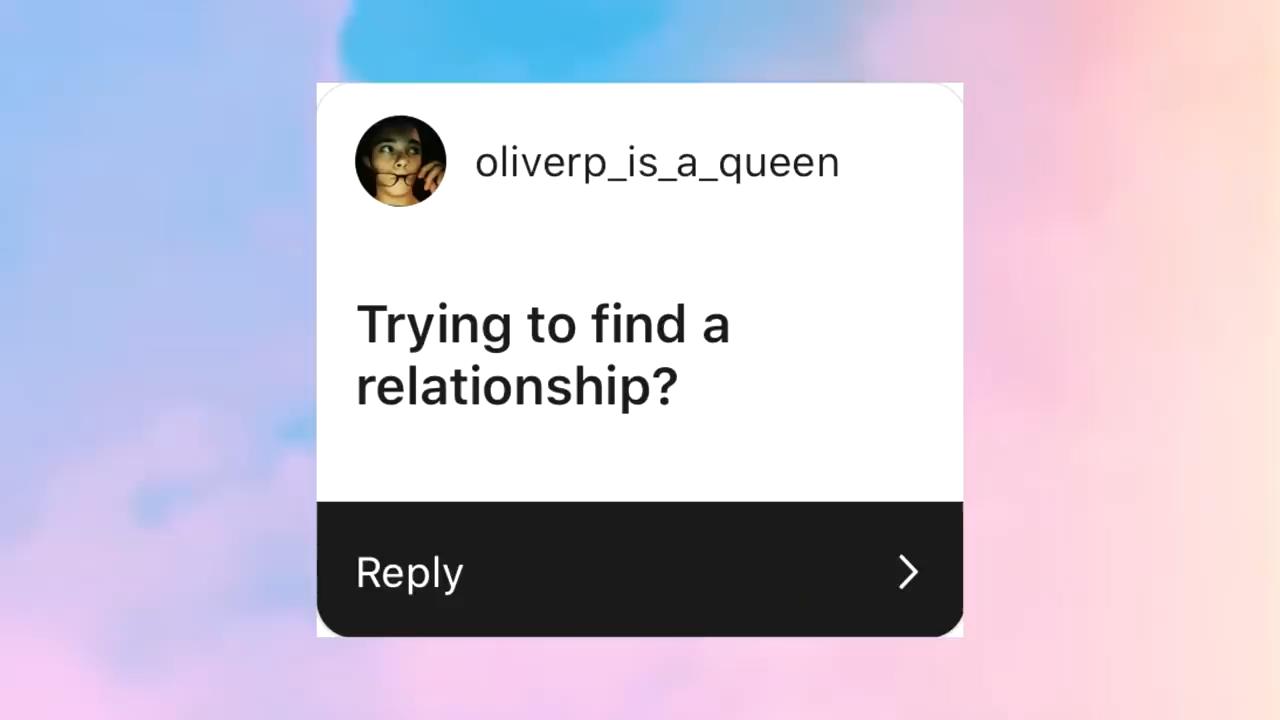 oliverp_is_a_queen
Trying to find a
relationship?
Reply